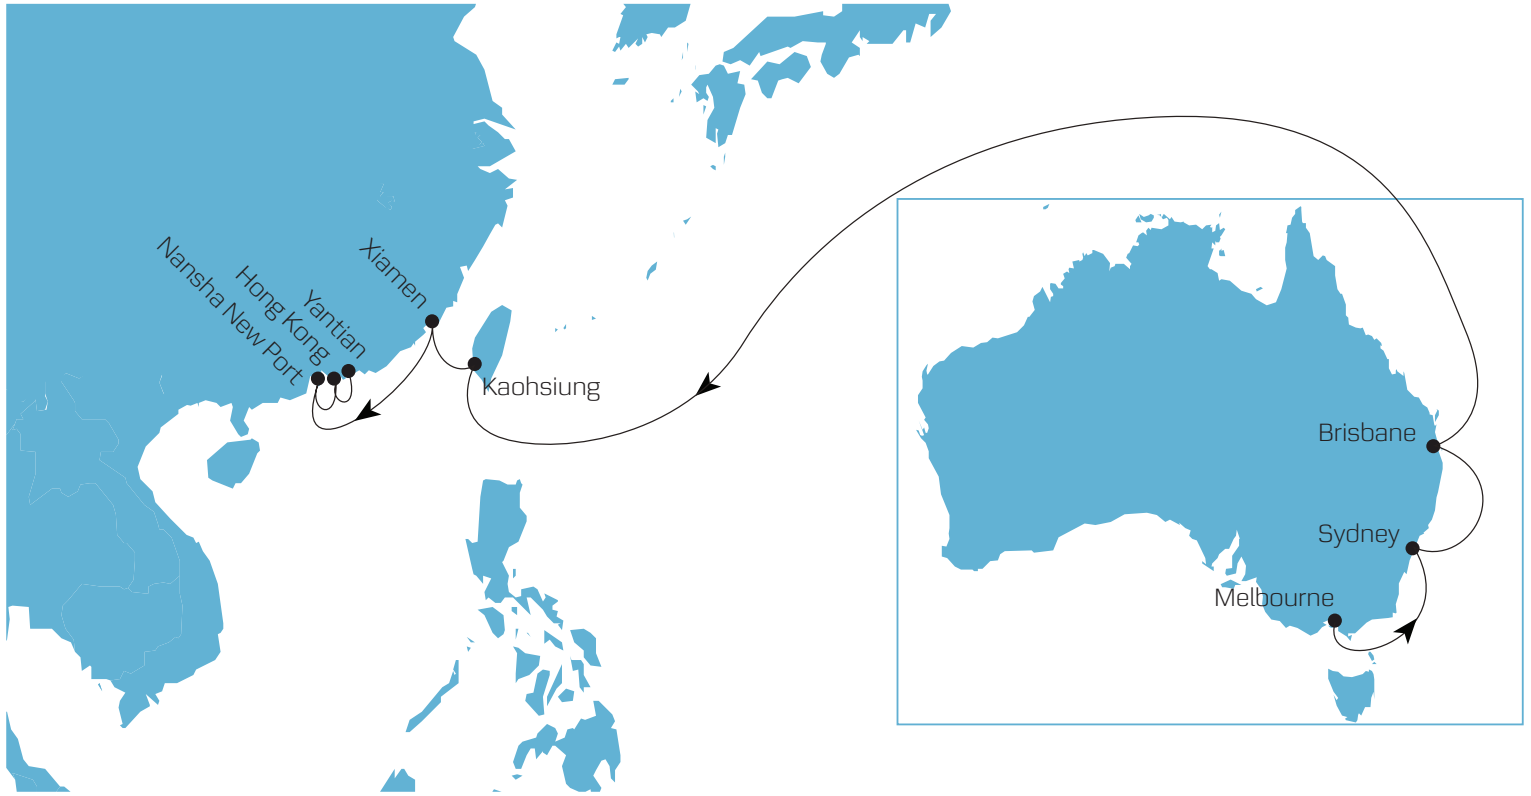 Xiamen
Nansha New Port
Hong Kong
Yantian
Kaohsiung
Brisbane
Sydney
Melbourne